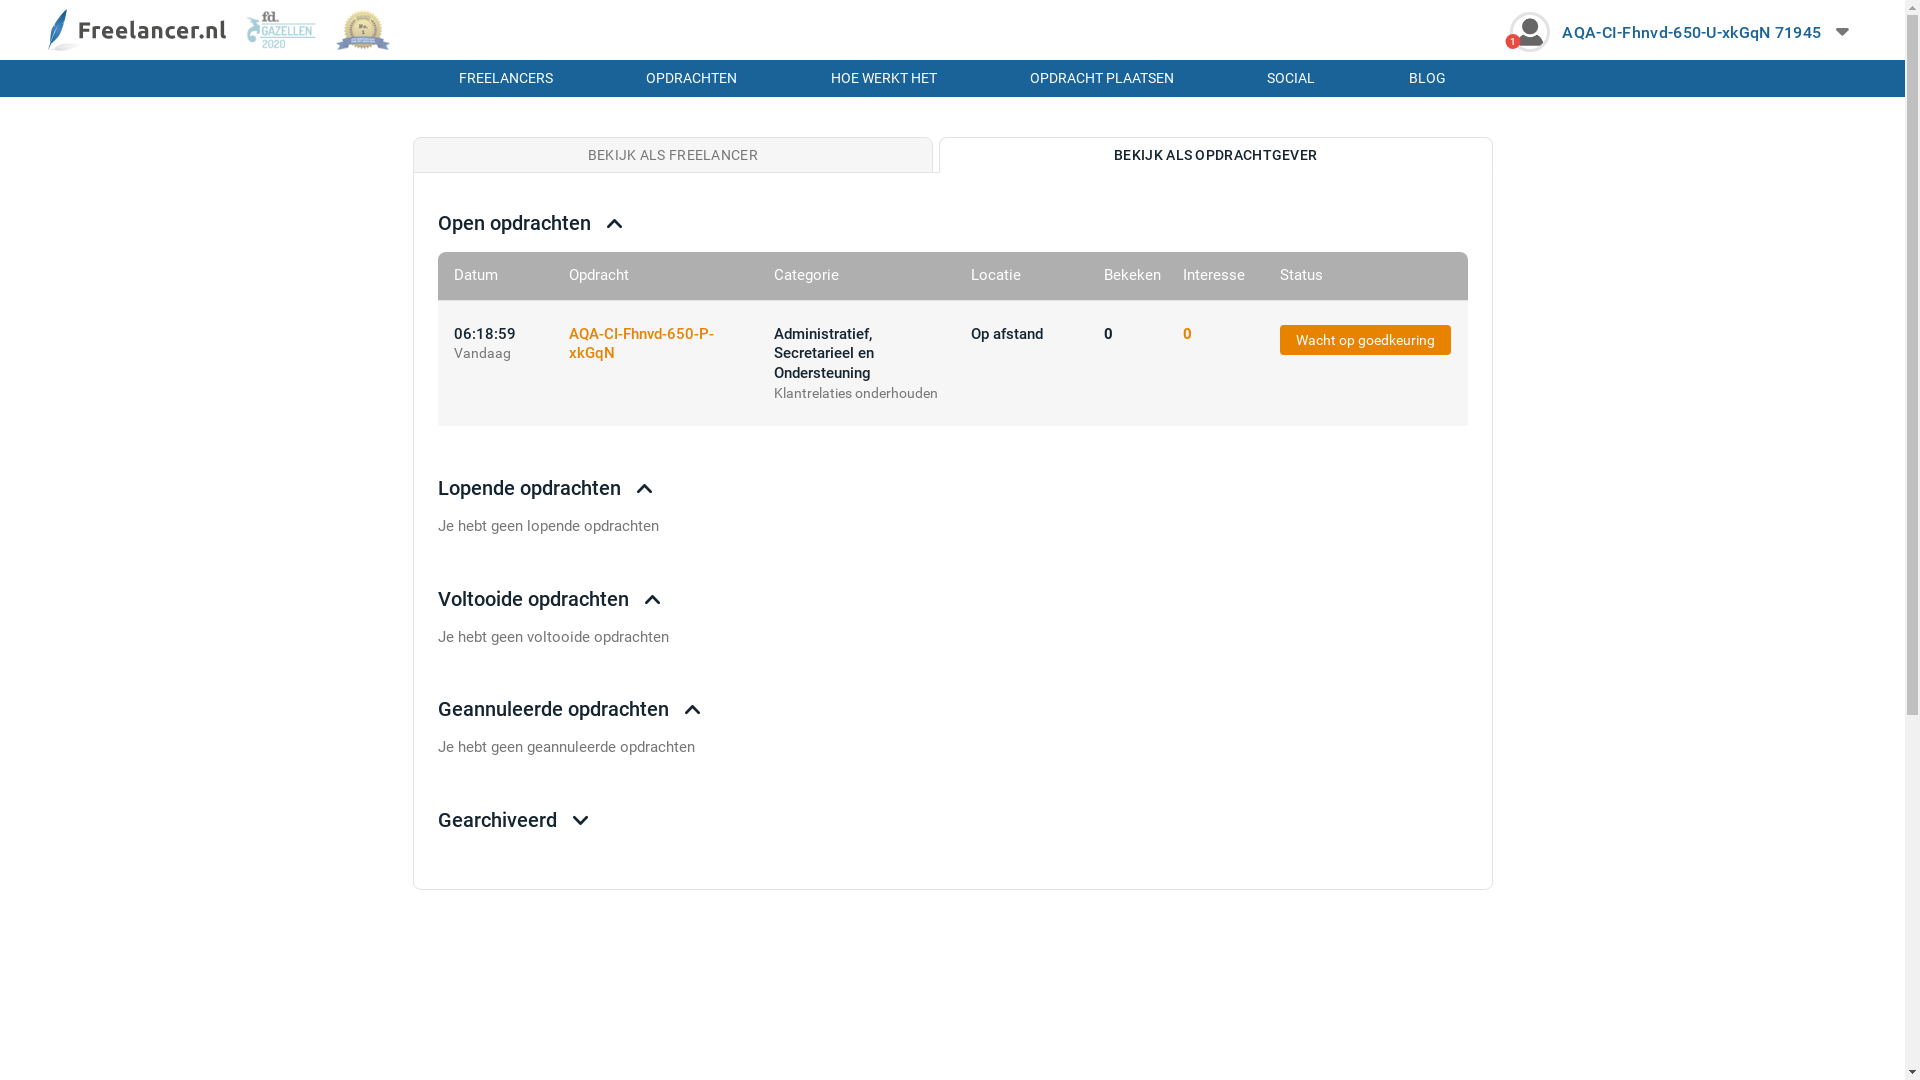 Freelancer.nl
fd.
GAZELLEN
2020
No.
1
1
AQA-CI-Fhnvd-650-U-xkGqN 71945
FREELANCERS
OPDRACHTEN
HOE WERKT HET
OPDRACHT PLAATSEN
SOCIAL
BLOG
BEKIJK ALS FREELANCER
BEKIJK ALS OPDRACHTGEVER
Open opdrachten
Datum
Opdracht
Categorie
Locatie
Bekeken
Interesse
Status
06:18:59
Vandaag
AQA-CI-Fhnvd-650-P-
xkGqN
Administratief,
Secretarieel en
Ondersteuning
Klantrelaties onderhouden
Op afstand
0
0
Wacht op goedkeuring
Lopende opdrachten
Je hebt geen lopende opdrachten
Voltooide opdrachten
Je hebt geen voltooide opdrachten
Geannuleerde opdrachten
Je hebt geen geannuleerde opdrachten
Gearchiveerd